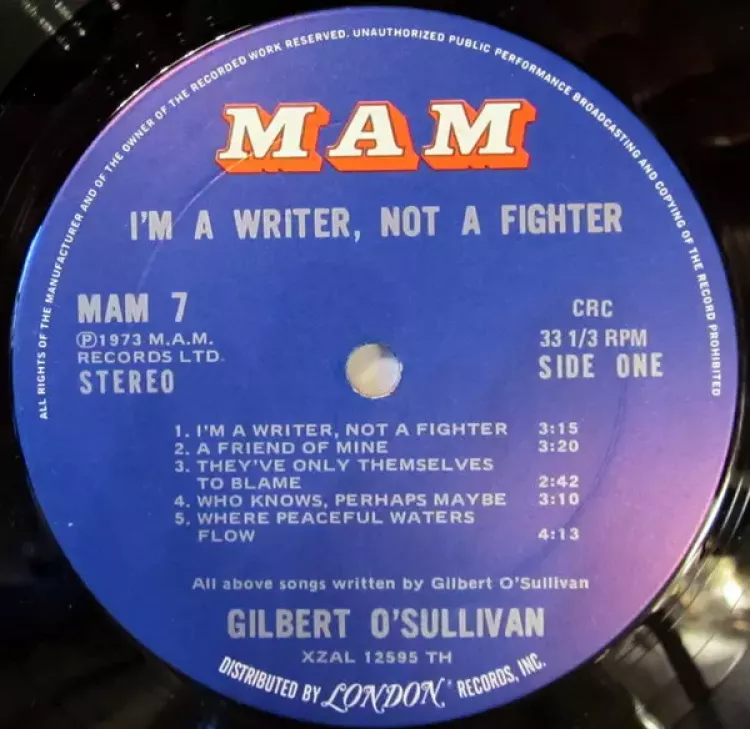 ALL RIGHTS OF THE MANUFACTURER AND OF THE OWNER OF THE RECORDED WORK RESERVED. UNAUTHORIZED PUBLIC PERFORMANCE BROADCASTING AND COPYING OF THE RECORD PROHIBITED
MAM
I'M A WRITER, NOT A FIGHTER
MAM 7
Ⓟ1973 M.A.M.
RECORDS LTD.
STEREO
CRC
33 1/3 RPM
SIDE ONE
1. I'M A WRITER, NOT A FIGHTER 3:15
2. A FRIEND OF MINE 3:20
3. THEY'VE ONLY THEMSELVES
TO BLAME 2:42
4. WHO KNOWS, PERHAPS MAYBE 3:10
5. WHERE PEACEFUL WATERS
FLOW 4:13
All above songs written by Gilbert O'Sullivan
GILBERT O'SULLIVAN
XZAL 12595 TH
DISTRIBUTED BY LONDON® RECORDS, INC.